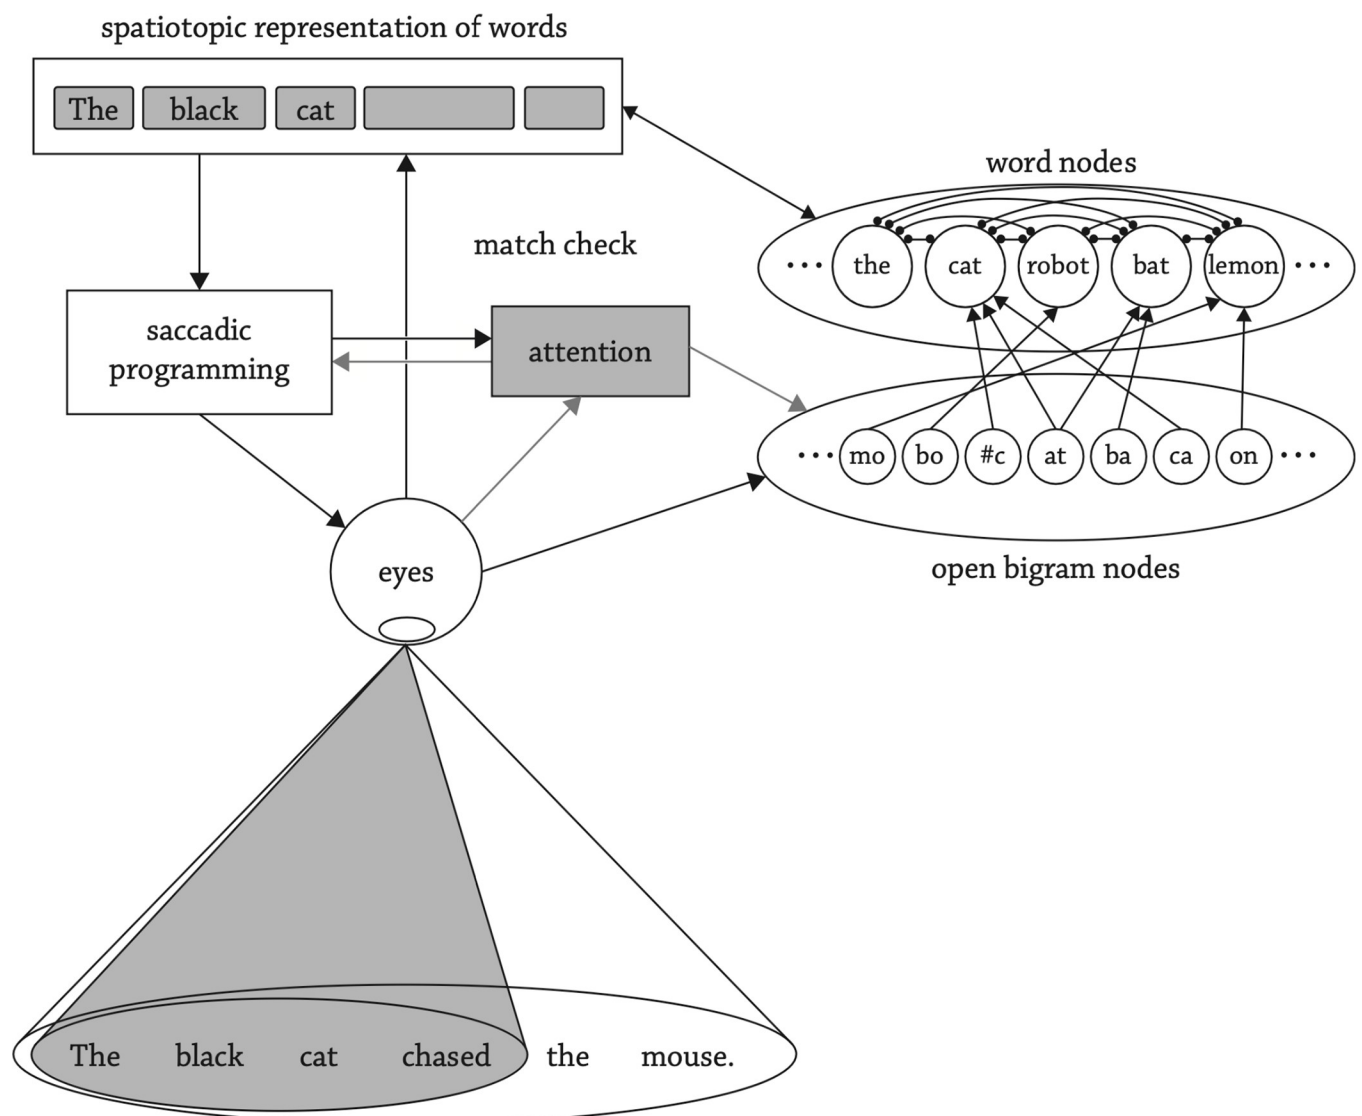 spatiotopic representation of words
The black cat
word nodes
match check
... the cat robot bat lemon ...
saccadic
programming
attention
... mo bo #c at ba ca on ...
open bigram nodes
eyes
The black cat chased the mouse.